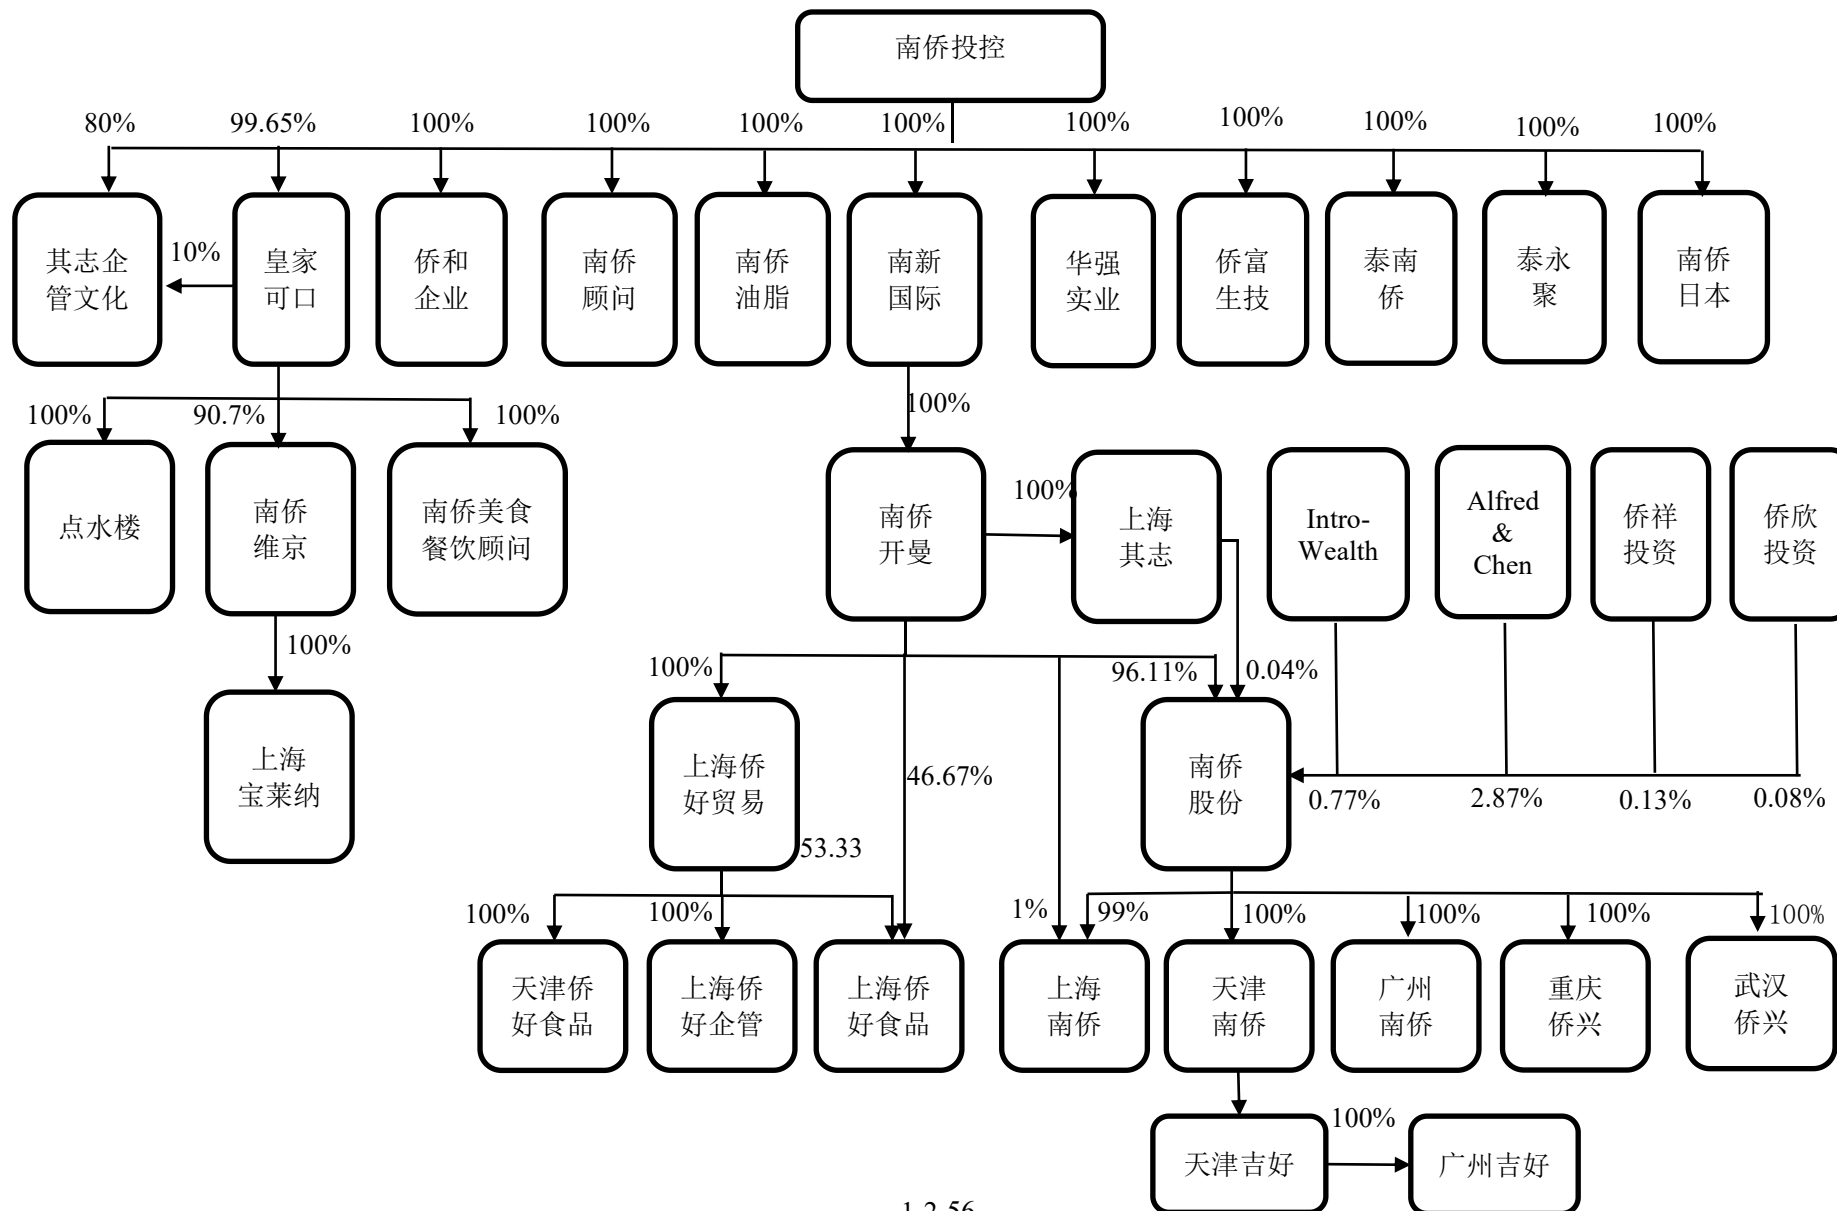 南侨投控
80%
99.65%
100%
100%
100%
100%
100%
100%
100%
100%
100%
其志企
管文化
10%
皇家
可口
侨和
企业
南侨
顾问
南侨
油脂
南新
国际
华强
实业
侨富
生技
泰南
侨
泰永
聚
南侨
日本
100%
90.7%
100%
100%
点水楼
南侨
维京
南侨美食
餐饮顾问
南侨
开曼
100%
上海
其志
Intro-
Wealth
Alfred
&
Chen
侨祥
投资
侨欣
投资
100%
100%
96.11%
0.04%
上海
宝莱纳
上海侨
好贸易
46.67%
南侨
股份
0.77%
2.87%
0.13%
0.08%
53.33
100%
100%
1%
99%
100%
100%
100%
100%
天津侨
好食品
上海侨
好企管
上海侨
好食品
上海
南侨
天津
南侨
广州
南侨
重庆
侨兴
武汉
侨兴
天津吉好
100%
广州吉好
1-2-56